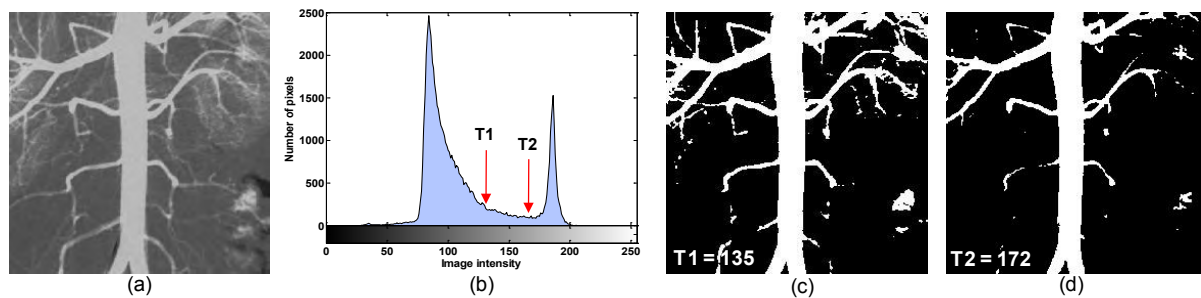 2500
2000
1500
1000
500
0
Number of pixels
T1
T2
0 50 100 150 200 250
Image intensity
T1 = 135
T2 = 172
(a) (b) (c) (d)